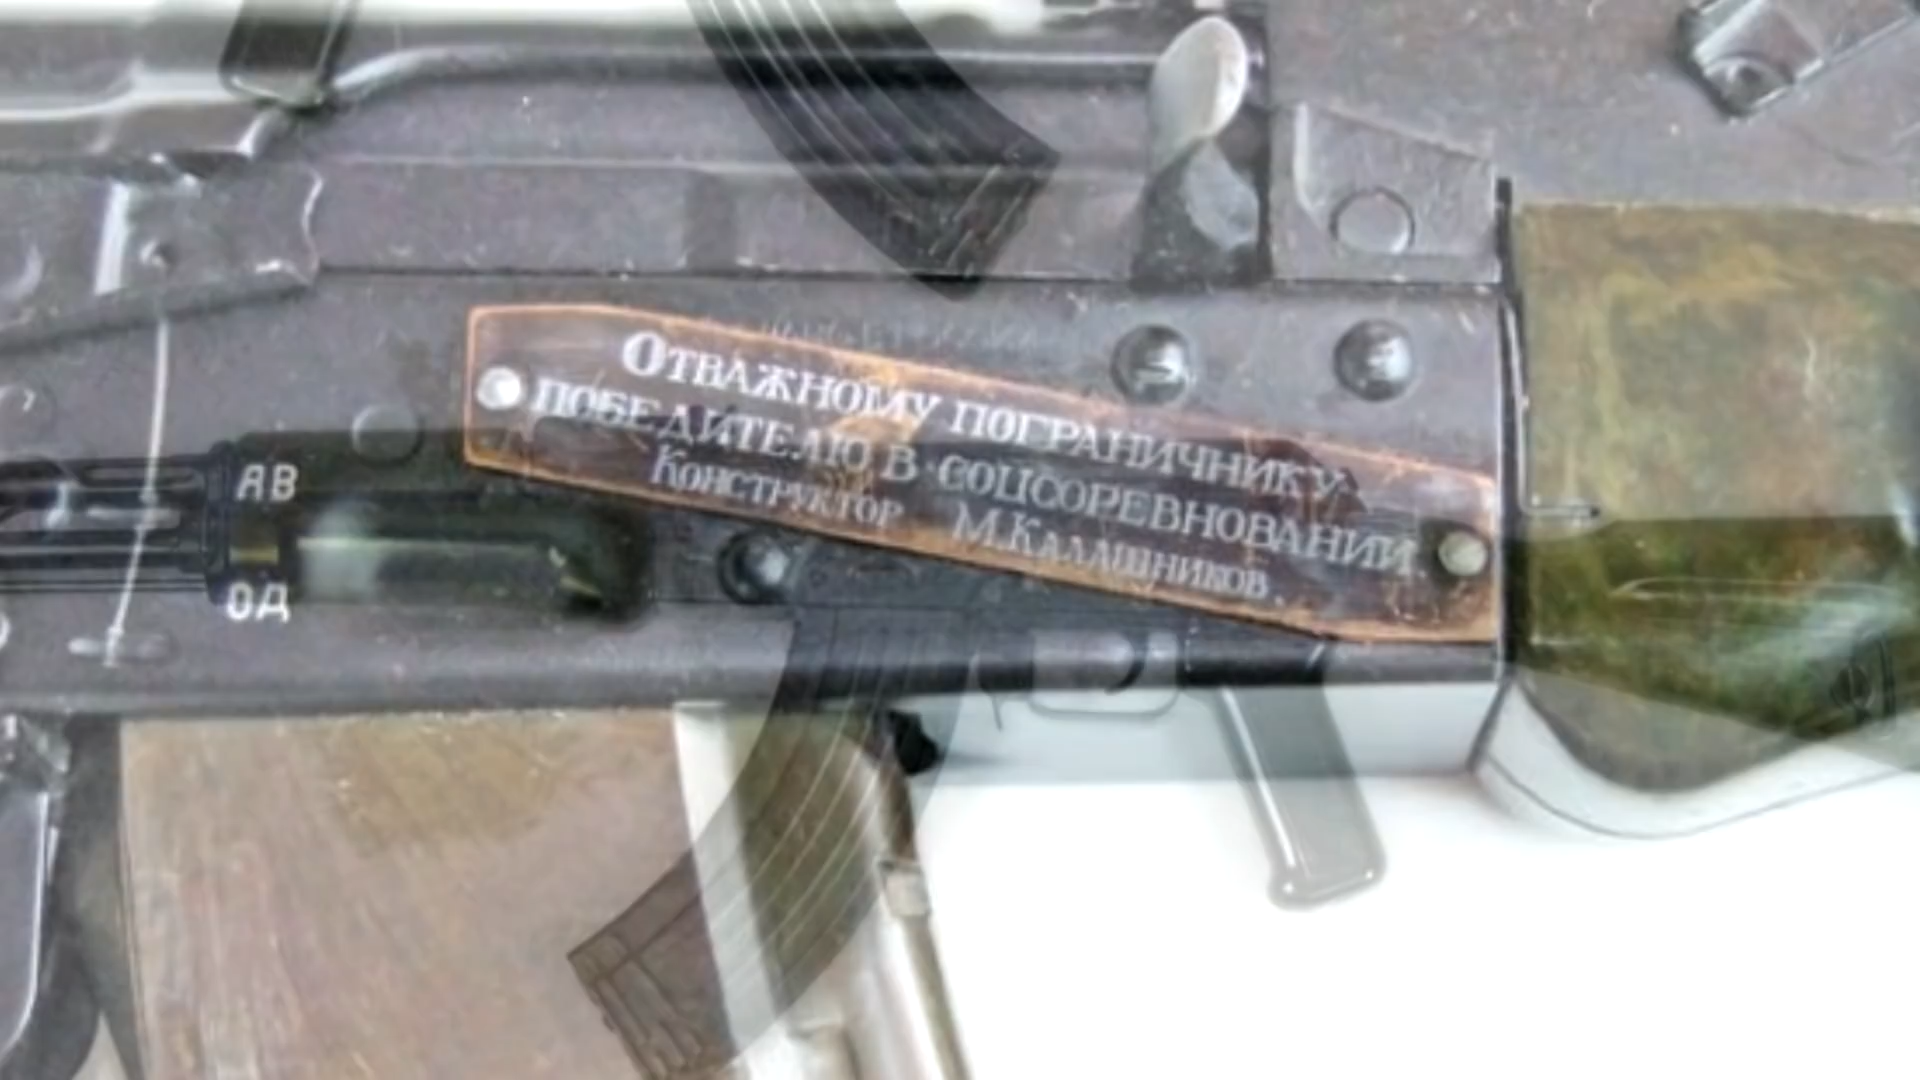 Отважному пограничнику
победителю в соцсоревновании.
Конструктор М.Калашников.
АВ
ОД